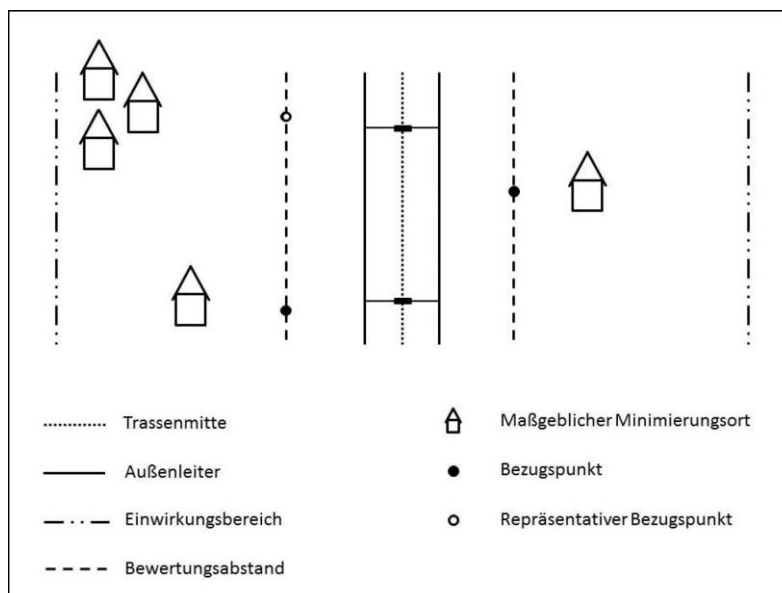 Trassenmitte
Außenleiter
Einwirkungsbereich
Bewertungsabstand
Maßgeblicher Minimierungsort
Bezugspunkt
Repräsentativer Bezugspunkt